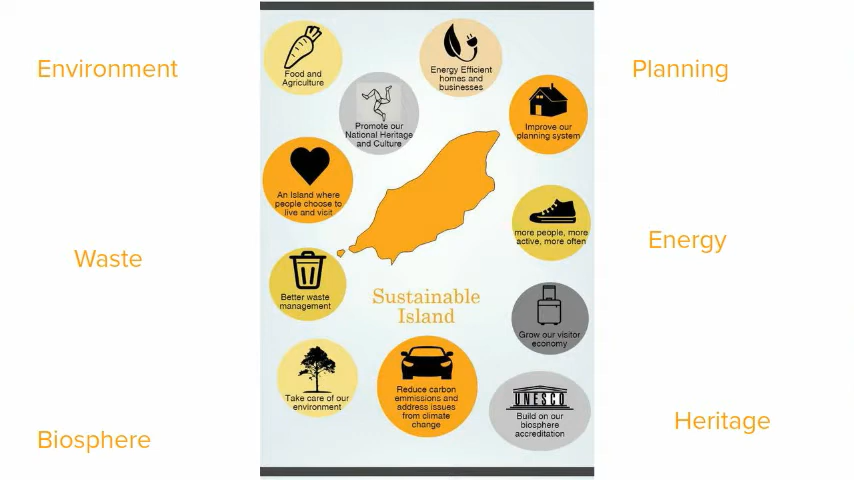 Environment
Waste
Biosphere
Food and
Agriculture
Energy Efficient
homes and
businesses
Promote our
National Heritage
and Culture
Improve our
planning system
An Island where
people choose to
live and visit
more people, more
active, more often
Better waste
management
Sustainable
Island
Grow our visitor
economy
Take care of our
environment
Reduce carbon
emmissions and
address issues
from climate
change
UNESCO
Build on our
biosphere
accreditation
Planning
Energy
Heritage